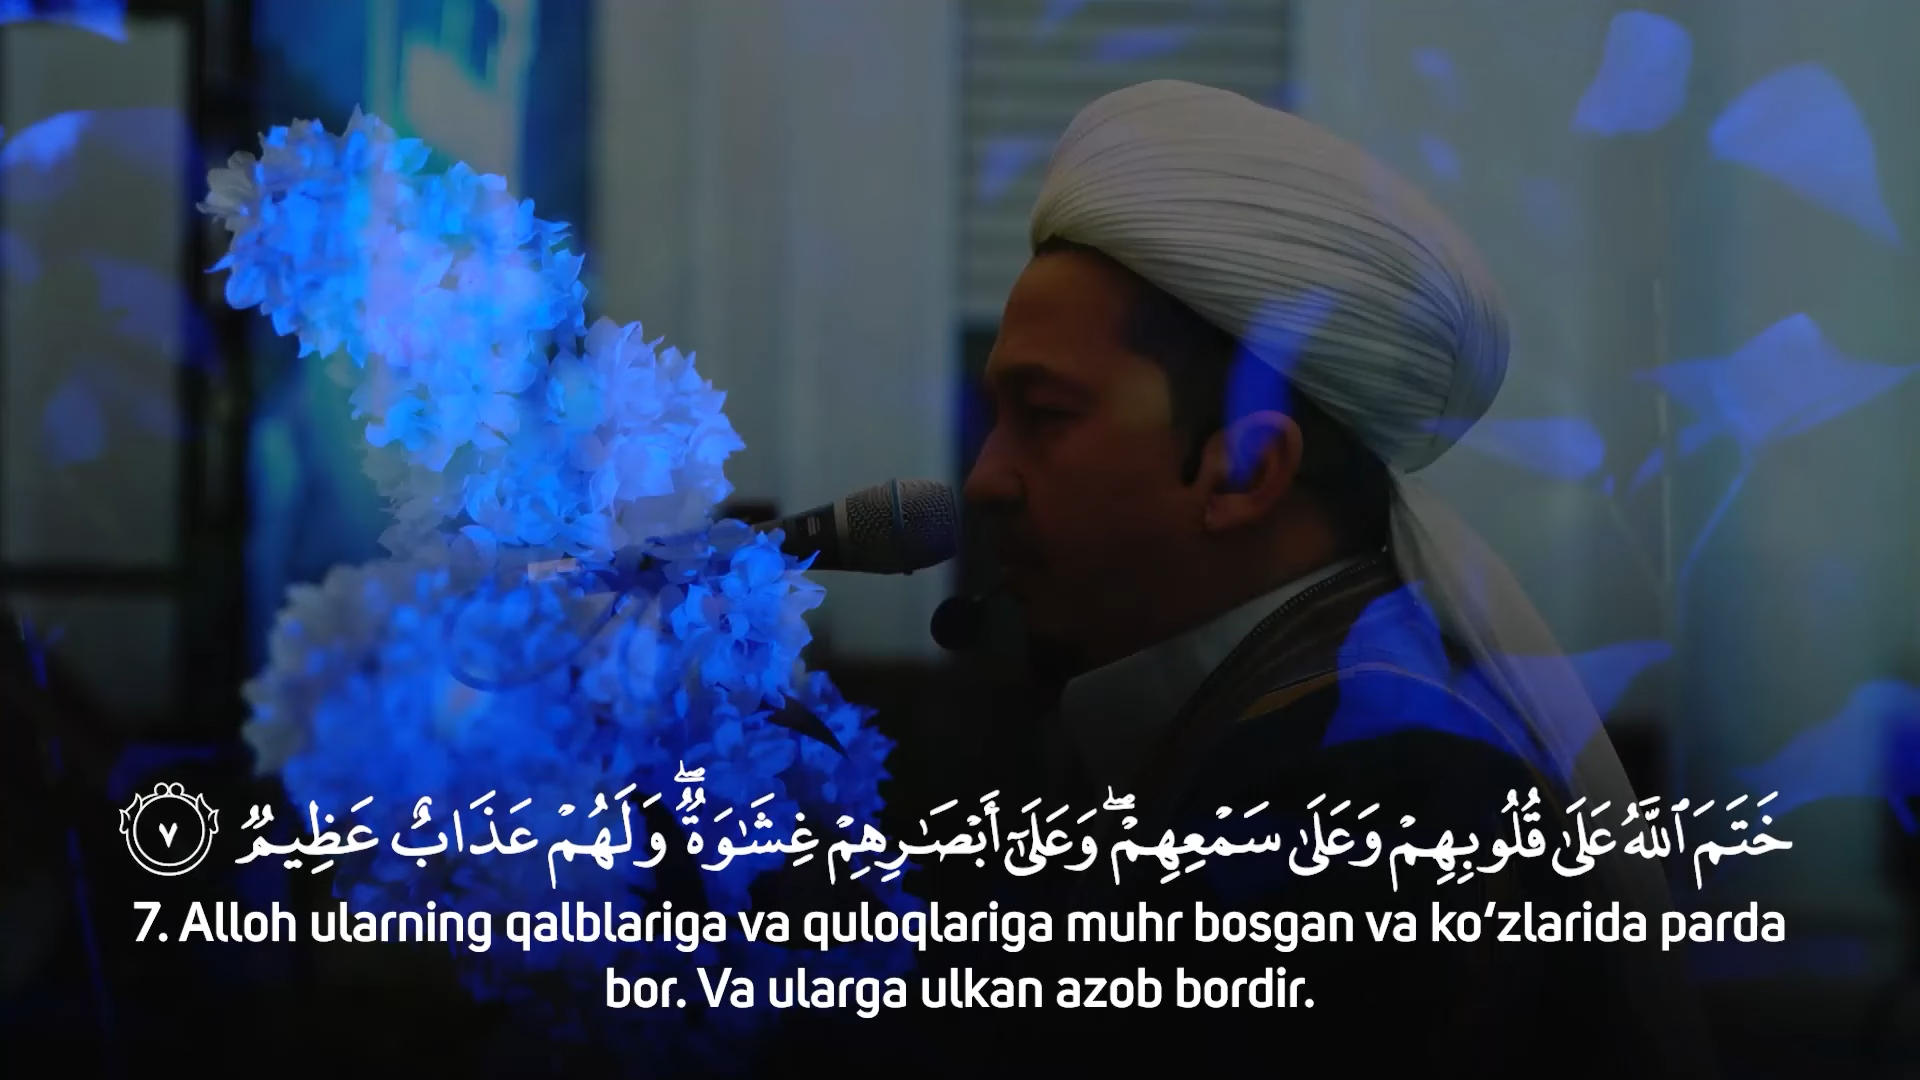 خَتَمَ ٱللَّهُ عَلَىٰ قُلُوبِهِمْ وَعَلَىٰ سَمْعِهِمْ ۖ وَعَلَىٰٓ أَبْصَـٰرِهِمْ غِشَـٰوَةٌ ۖ وَلَهُمْ عَذَابٌ عَظِيمٌ ٧
7. Alloh ularning qalblariga va quloqlariga muhr bosgan va ko‘zlarida parda
bor. Va ularga ulkan azob bordir.